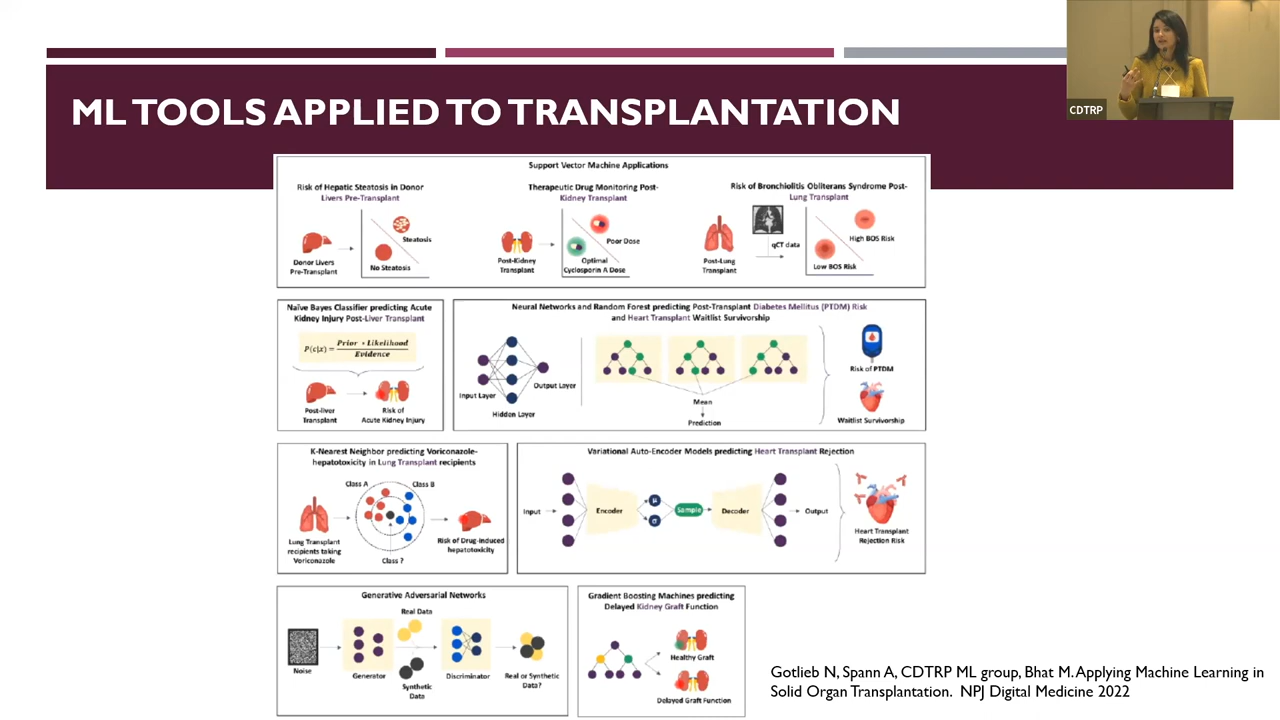 ML TOOLS APPLIED TO TRANSPLANTATION
CDTRP
Support Vector Machine Applications
Risk of Hepatic Steatosis in Donor
Livers Pre-Transplant
Steatosis
No Steatosis
Donor Livers
Pre-Transplant
Therapeutic Drug Monitoring Post-
Kidney Transplant
Poor Dose
Optimal
Cyclosporin A Dose
Post-Kidney
Transplant
Risk of Bronchiolitis Obliterans Syndrome Post-
Lung Transplant
qCT data
High BOS Risk
Low BOS Risk
Post-Lung
Transplant
Naïve Bayes Classifier predicting Acute
Kidney Injury Post-Liver Transplant
P(c|x) = Prior * Likelihood
Evidence
Post-liver
Transplant
Risk of
Acute Kidney Injury
Neural Networks and Random Forest predicting Post-Transplant Diabetes Mellitus (PTDM) Risk
and Heart Transplant Waitlist Survivorship
Input Layer
Hidden Layer
Output Layer
Mean
Prediction
Risk of PTDM
Waitlist Survivorship
K-Nearest Neighbor predicting Voriconazole-
hepatotoxicity in Lung Transplant recipients
Class A
Class B
Class ?
Lung Transplant
recipients taking
Voriconazole
Risk of Drug-Induced
hepatotoxicity
Variational Auto-Encoder Models predicting Heart Transplant Rejection
Input
Encoder
μ
σ
Sample
Decoder
Output
Heart Transplant
Rejection Risk
Generative Adversarial Networks
Real Data
Noise
Generator
Synthetic
Data
Discriminator
Real or Synthetic
Data?
Gradient Boosting Machines predicting
Delayed Kidney Graft Function
Healthy Graft
Delayed Graft Function
Gotlieb N, Spann A, CDTRP ML group, Bhat M. Applying Machine Learning in
Solid Organ Transplantation. NPJ Digital Medicine 2022